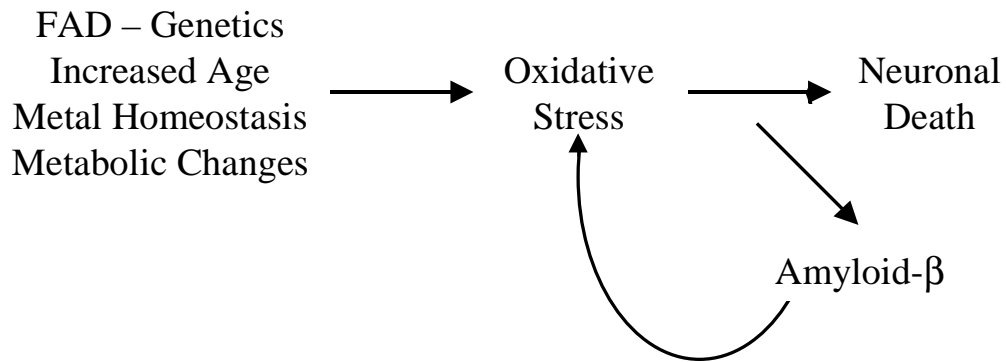 FAD – Genetics
Increased Age
Metal Homeostasis
Metabolic Changes
Oxidative
Stress
Neuronal
Death
Amyloid-β